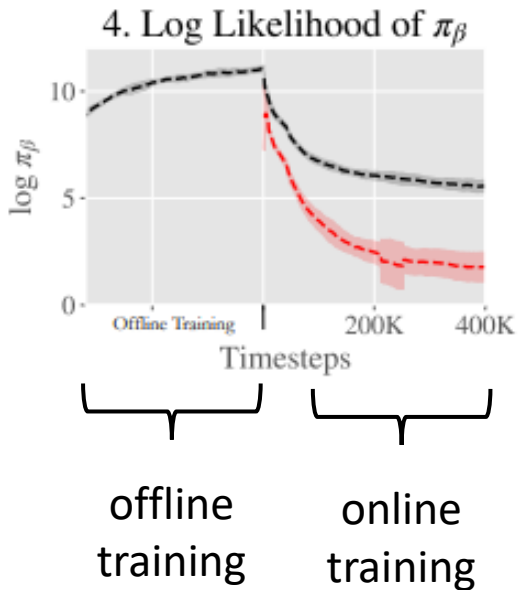 4. Log Likelihood of πβ
log πβ
10
5
0
Offline Training
200K
400K
Timesteps
offline
training
online
training